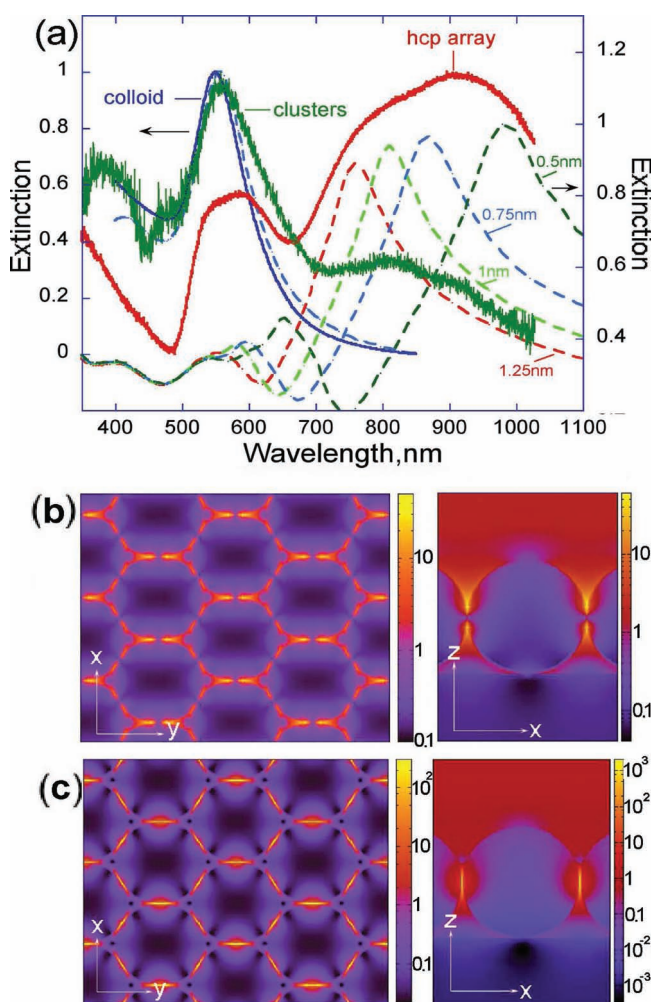 (a)
hcp array
colloid
clusters
0.5nm
0.75nm
1nm
1.25nm
Extinction
1
0.8
0.6
0.4
0.2
0
Extinction
1.2
1
0.8
0.6
0.4
400 500 600 700 800 900 1000 1100
Wavelength,nm
(b)
x
y
10
1
0.1
z
x
10
1
0.1
(c)
x
y
100
10
1
0.1
z
x
10³
10²
10
1
0.1
10⁻²
10⁻³